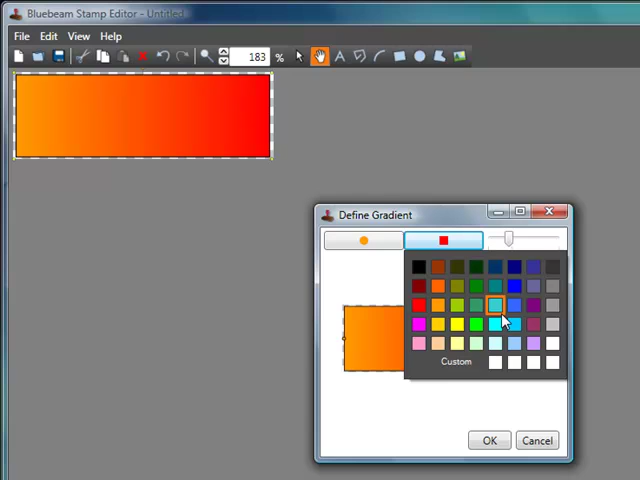 Bluebeam Stamp Editor - Untitled
File Edit View Help
183 %
Define Gradient
Custom
OK Cancel